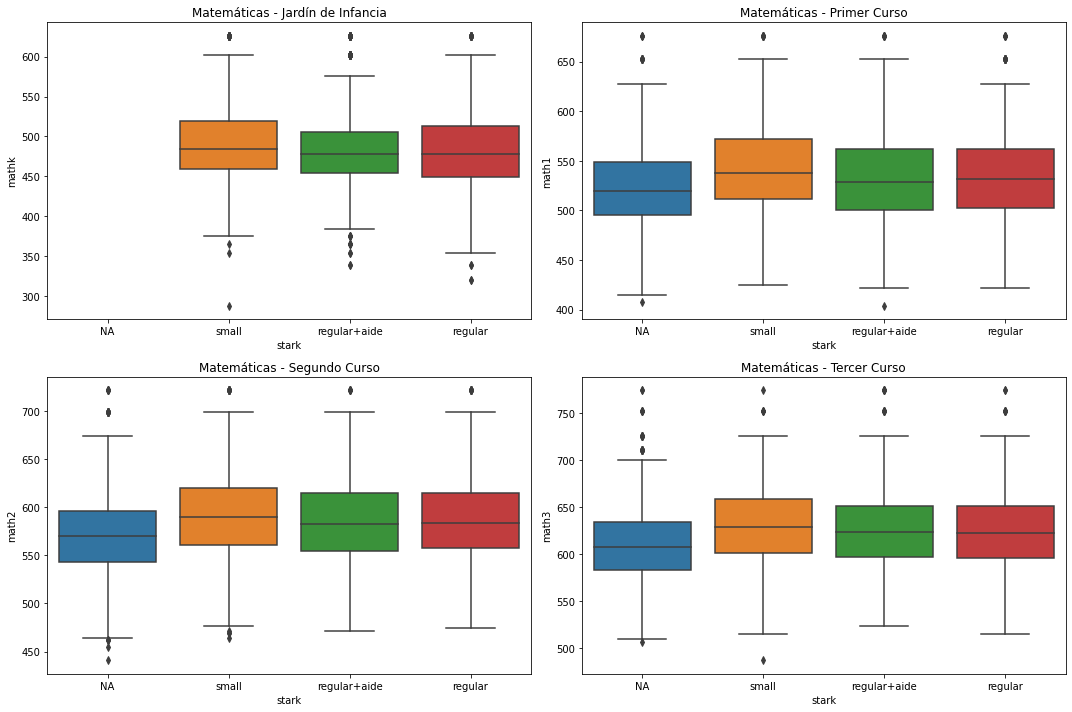 Matemáticas - Jardín de Infancia
mathk
600
550
500
450
400
350
300
NA small regular+aide regular
stark
Matemáticas - Primer Curso
math1
650
600
550
500
450
400
NA small regular+aide regular
stark
Matemáticas - Segundo Curso
math2
700
650
600
550
500
450
NA small regular+aide regular
stark
Matemáticas - Tercer Curso
math3
750
700
650
600
550
500
NA small regular+aide regular
stark